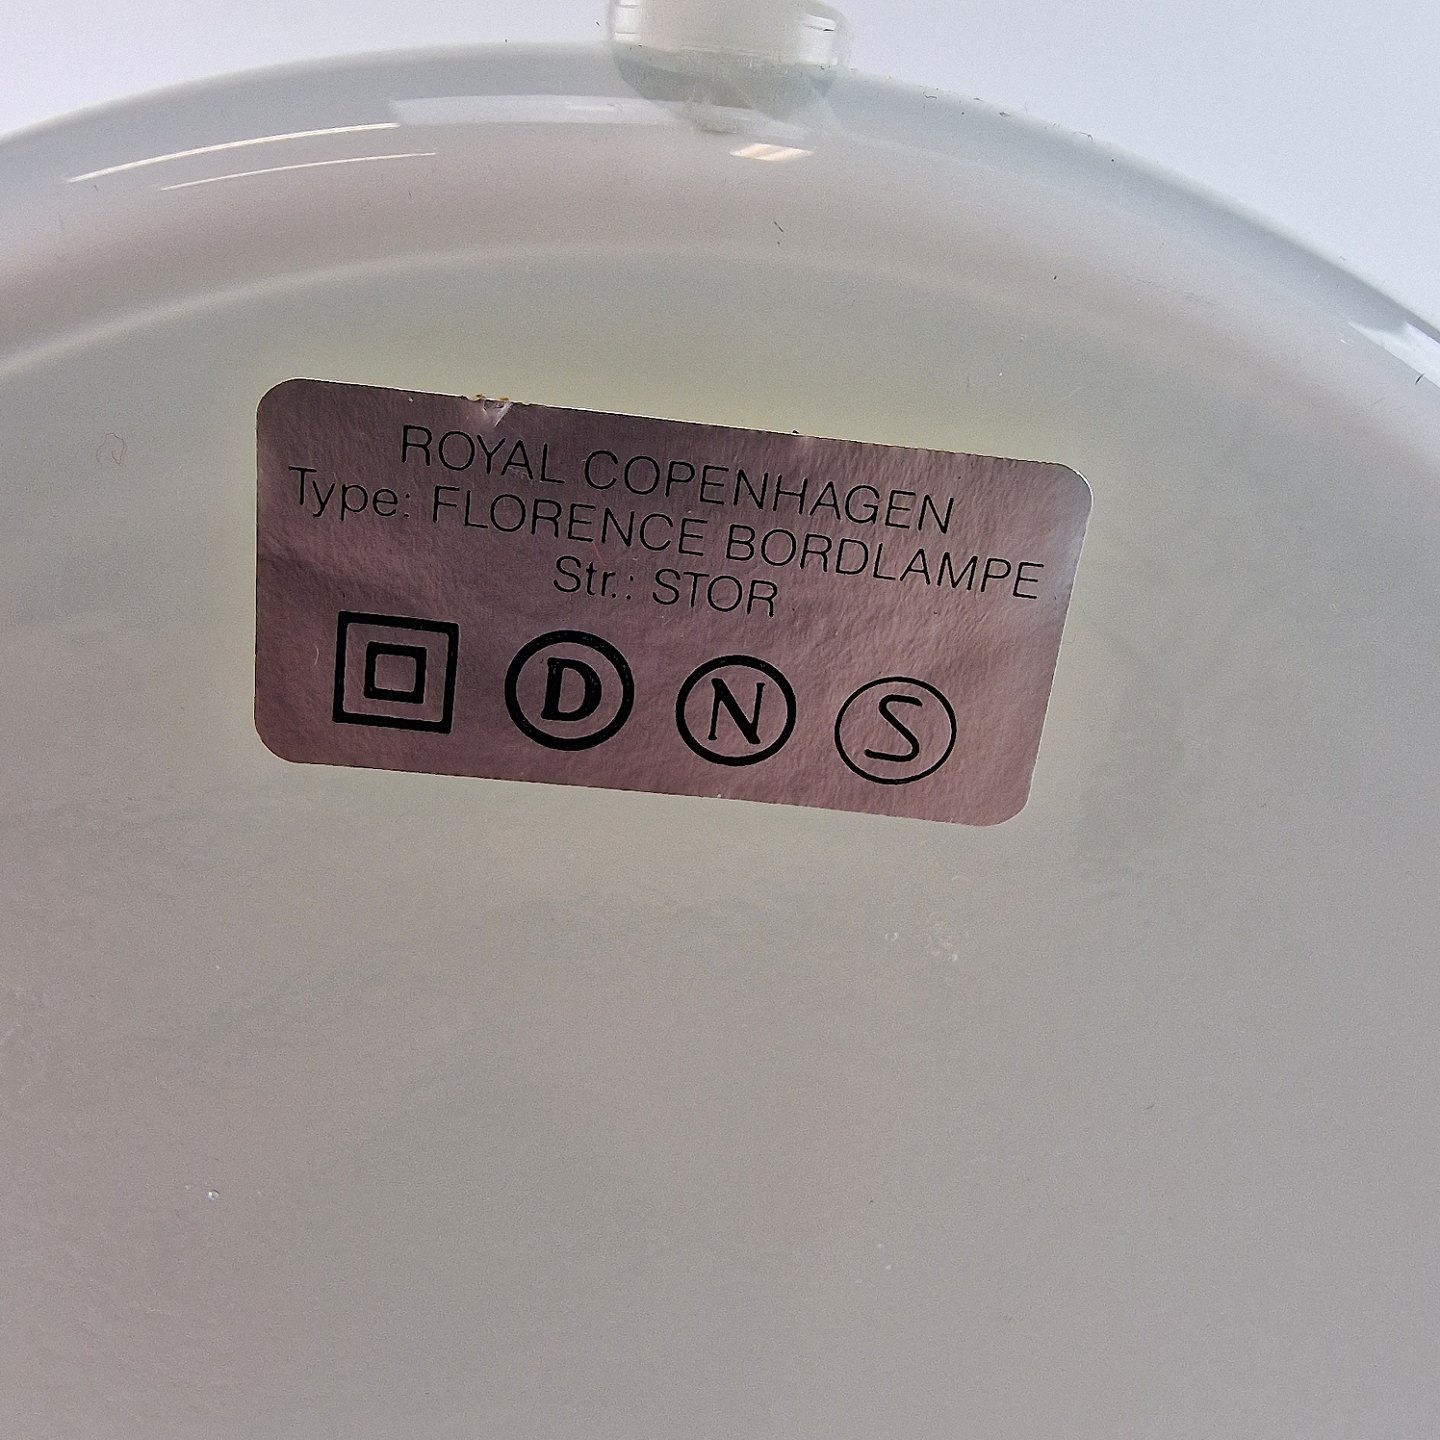 ROYAL COPENHAGEN
Type: FLORENCE BORDLAMPE
Str.: STOR
D N S